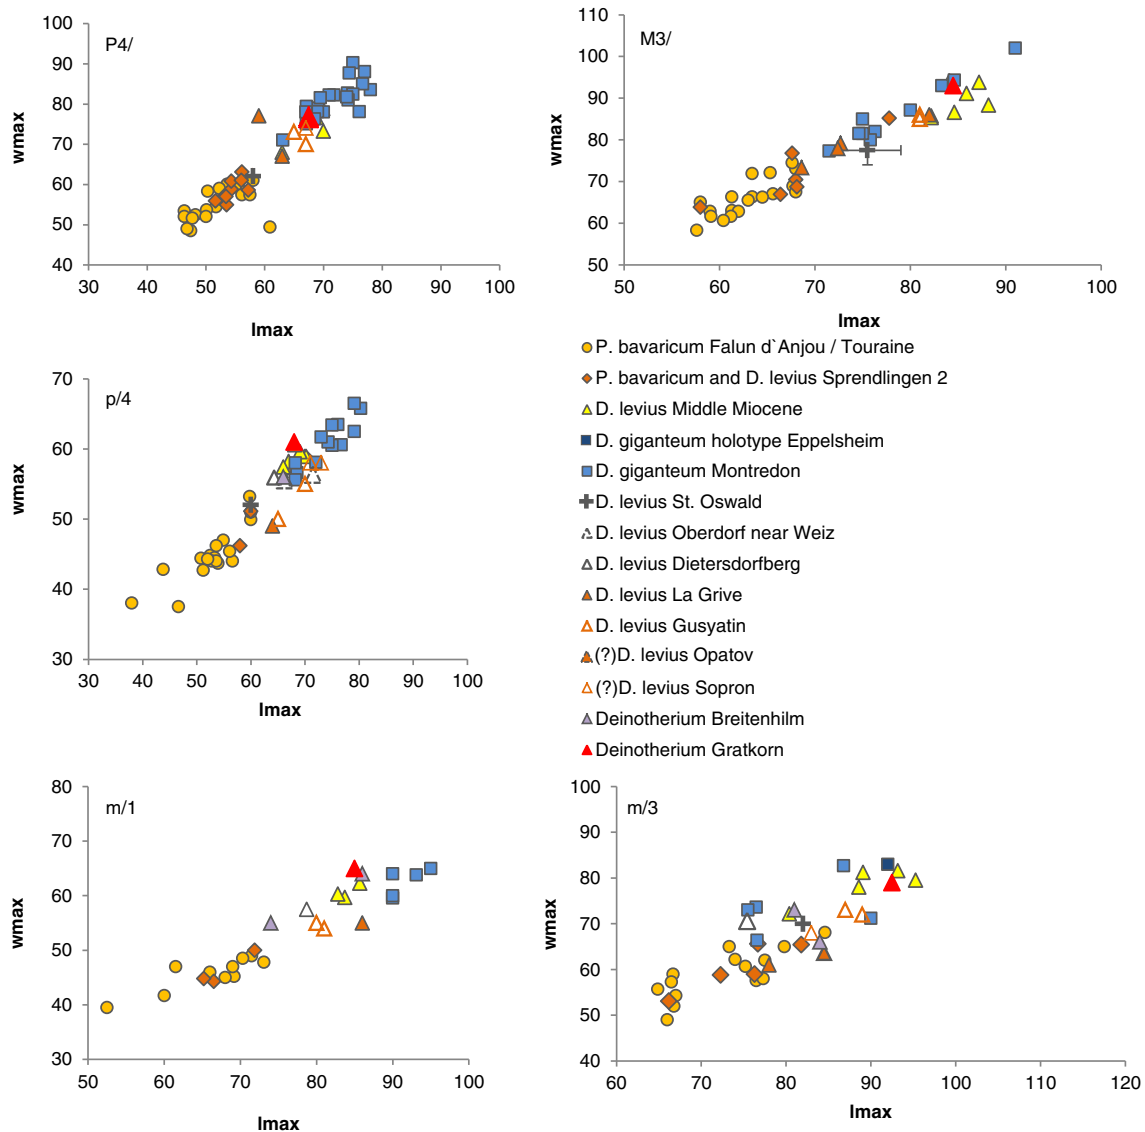 P4/
wmax
100
90
80
70
60
50
40
30 40 50 60 70 80 90 100
lmax
M3/
wmax
110
100
90
80
70
60
50
50 60 70 80 90 100
lmax
p/4
wmax
70
60
50
40
30
30 40 50 60 70 80 90 100
lmax
P. bavaricum Falun d`Anjou / Touraine
P. bavaricum and D. levius Sprendlingen 2
D. levius Middle Miocene
D. giganteum holotype Eppelsheim
D. giganteum Montredon
D. levius St. Oswald
D. levius Oberdorf near Weiz
D. levius Dietersdorfberg
D. levius La Grive
D. levius Gusyatin
(?)D. levius Opatov
(?)D. levius Sopron
Deinotherium Breitenhilm
Deinotherium Gratkorn
m/1
wmax
80
70
60
50
40
30
50 60 70 80 90 100
lmax
m/3
wmax
100
90
80
70
60
50
40
60 70 80 90 100 110 120
lmax